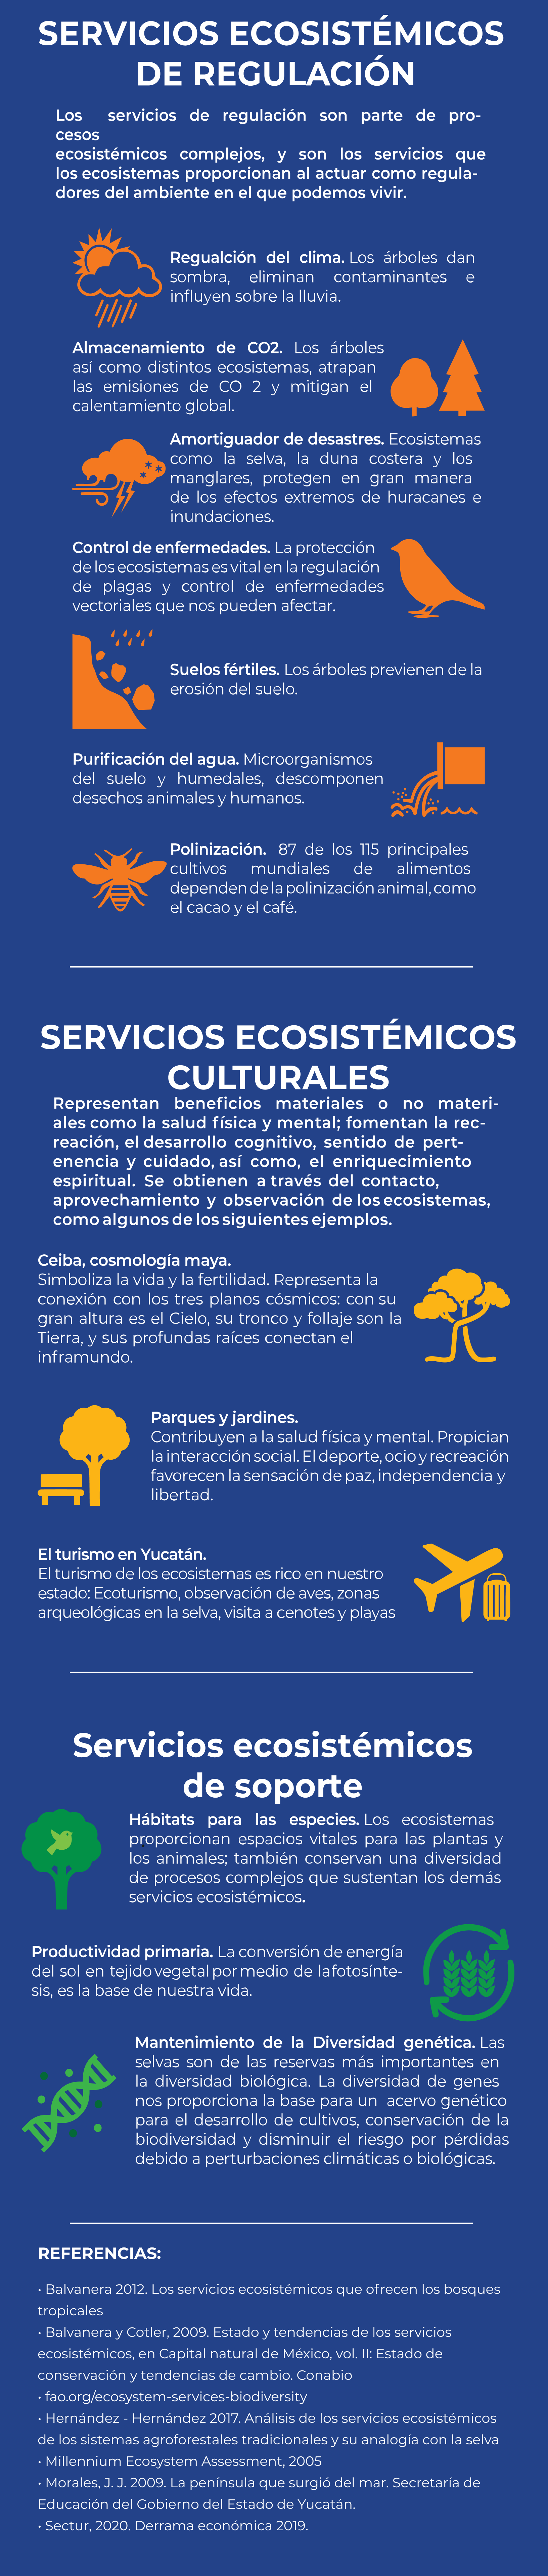 SERVICIOS ECOSISTÉMICOS
DE REGULACIÓN
Los servicios de regulación son parte de pro-
cesos
ecosistémicos complejos, y son los servicios que
los ecosistemas proporcionan al actuar como regula-
dores del ambiente en el que podemos vivir.
Regualción del clima. Los árboles dan
sombra, eliminan contaminantes e
influyen sobre la lluvia.
Almacenamiento de CO2. Los árboles
así como distintos ecosistemas, atrapan
las emisiones de CO 2 y mitigan el
calentamiento global.
Amortiguador de desastres. Ecosistemas
como la selva, la duna costera y los
manglares, protegen en gran manera
de los efectos extremos de huracanes e
inundaciones.
Control de enfermedades. La protección
de los ecosistemas es vital en la regulación
de plagas y control de enfermedades
vectoriales que nos pueden afectar.
Suelos fértiles. Los árboles previenen de la
erosión del suelo.
Purificación del agua. Microorganismos
del suelo y humedales, descomponen
desechos animales y humanos.
Polinización. 87 de los 115 principales
cultivos mundiales de alimentos
dependen de la polinización animal, como
el cacao y el café.
SERVICIOS ECOSISTÉMICOS
CULTURALES
Representan beneficios materiales o no materi-
ales como la salud física y mental; fomentan la rec-
reación, el desarrollo cognitivo, sentido de pert-
enencia y cuidado, así como, el enriquecimiento
espiritual. Se obtienen a través del contacto,
aprovechamiento y observación de los ecosistemas,
como algunos de los siguientes ejemplos.
Ceiba, cosmología maya.
Simboliza la vida y la fertilidad. Representa la
conexión con los tres planos cósmicos: con su
gran altura es el Cielo, su tronco y follaje son la
Tierra, y sus profundas raíces conectan el
inframundo.
Parques y jardines.
Contribuyen a la salud física y mental. Propician
la interacción social. El deporte, ocio y recreación
favorecen la sensación de paz, independencia y
libertad.
El turismo en Yucatán.
El turismo de los ecosistemas es rico en nuestro
estado: Ecoturismo, observación de aves, zonas
arqueológicas en la selva, visita a cenotes y playas
Servicios ecosistémicos
de soporte
Hábitats para las especies. Los ecosistemas
proporcionan espacios vitales para las plantas y
los animales; también conservan una diversidad
de procesos complejos que sustentan los demás
servicios ecosistémicos.
Productividad primaria. La conversión de energía
del sol en tejido vegetal por medio de la fotosínte-
sis, es la base de nuestra vida.
Mantenimiento de la Diversidad genética. Las
selvas son de las reservas más importantes en
la diversidad biológica. La diversidad de genes
nos proporciona la base para un acervo genético
para el desarrollo de cultivos, conservación de la
biodiversidad y disminuir el riesgo por pérdidas
debido a perturbaciones climáticas o biológicas.
REFERENCIAS:
• Balvanera 2012. Los servicios ecosistémicos que ofrecen los bosques
tropicales
• Balvanera y Cotler, 2009. Estado y tendencias de los servicios
ecosistémicos, en Capital natural de México, vol. II: Estado de
conservación y tendencias de cambio. Conabio
• fao.org/ecosystem-services-biodiversity
• Hernández - Hernández 2017. Análisis de los servicios ecosistémicos
de los sistemas agroforestales tradicionales y su analogía con la selva
• Millennium Ecosystem Assessment, 2005
• Morales, J. J. 2009. La península que surgió del mar. Secretaría de
Educación del Gobierno del Estado de Yucatán.
• Sectur, 2020. Derrama económica 2019.